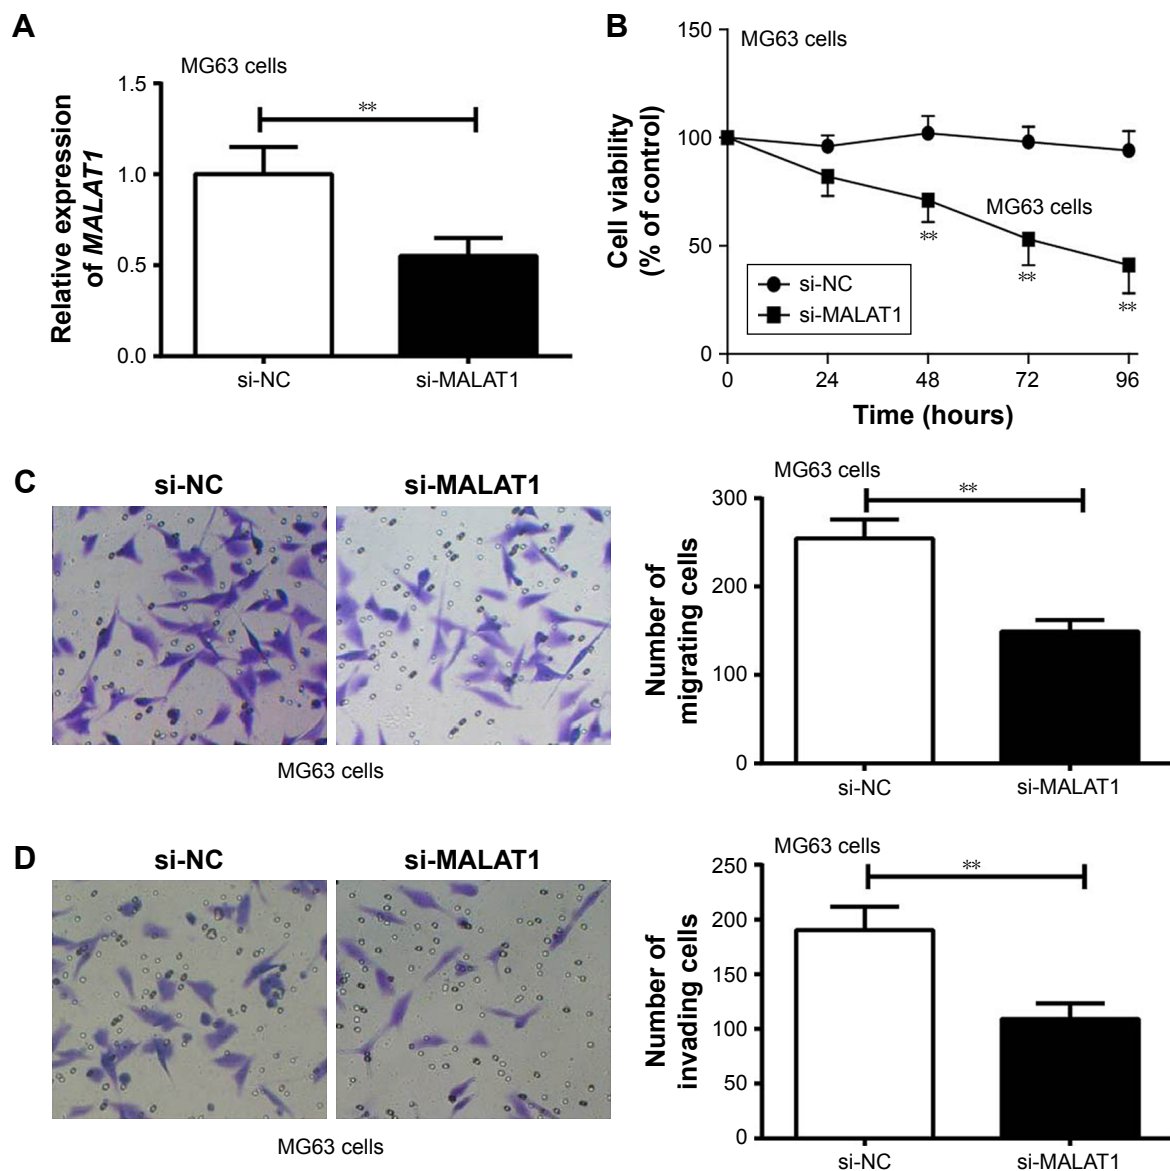 A
MG63 cells
Relative expression
of MALAT1
1.5
1.0
0.5
0.0
**
si-NC
si-MALAT1
B
MG63 cells
Cell viability
(% of control)
150
100
50
0
MG63 cells
**
**
**
si-NC
si-MALAT1
0
24
48
72
96
Time (hours)
C
si-NC
si-MALAT1
MG63 cells
MG63 cells
Number of
migrating cells
300
200
100
0
**
si-NC
si-MALAT1
D
si-NC
si-MALAT1
MG63 cells
MG63 cells
Number of
invading cells
250
200
150
100
50
0
**
si-NC
si-MALAT1